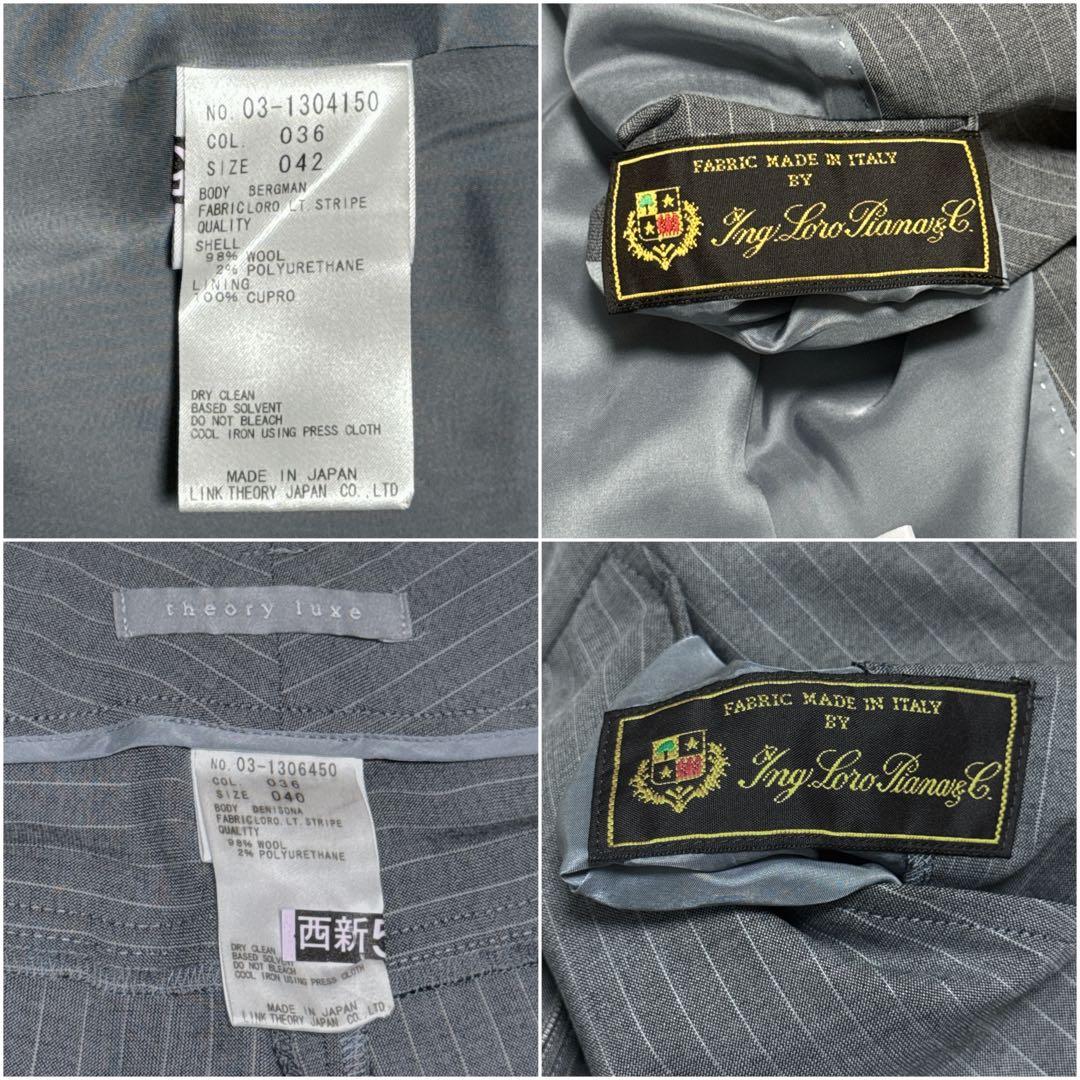 NO. 03-1304150
COL. 036
SIZE 042
BODY BERGMAN
FABRIC LORO. LT. STRIPE
QUALITY
SHELL
98% WOOL
2% POLYURETHANE
LINING
100% CUPRO
DRY CLEAN
BASED SOLVENT
DO NOT BLEACH
COOL IRON USING PRESS CLOTH
MADE IN JAPAN
LINK THEORY JAPAN CO.,LTD
FABRIC MADE IN ITALY
BY
Ing. Loro Piana & C.
theory luxe
NO. 03-1306450
COL 036
SIZE 040
BODY DENISONA
FABRIC LORO. LT. STRIPE
QUALITY
98% WOOL
2% POLYURETHANE
西新5
DRY CLEAN
BASED SOLVENT
DO NOT BLEACH
COOL IRON USING PRESS CLOTH
MADE IN JAPAN
LINK THEORY JAPAN CO.,LTD
FABRIC MADE IN ITALY
BY
Ing. Loro Piana & C.